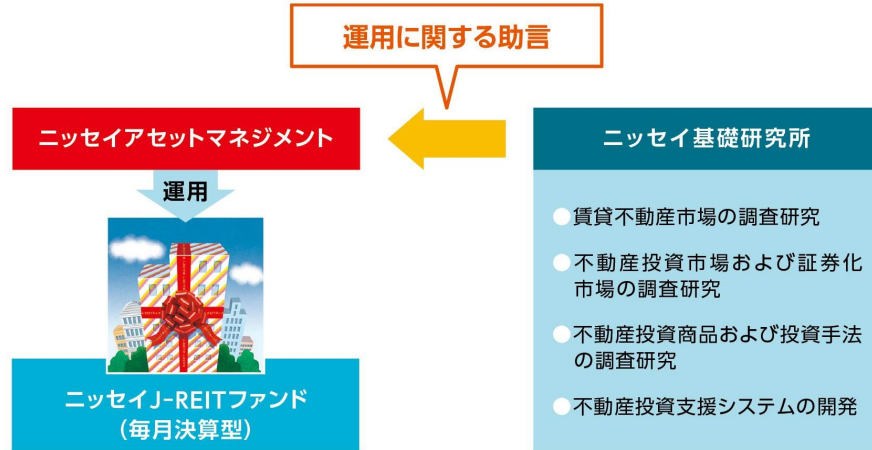 運用に関する助言
ニッセイアセットマネジメント
運用
ニッセイJ-REITファンド
(毎月決算型)
ニッセイ基礎研究所
●賃貸不動産市場の調査研究
●不動産投資市場および証券化
市場の調査研究
●不動産投資商品および投資手法
の調査研究
●不動産投資支援システムの開発